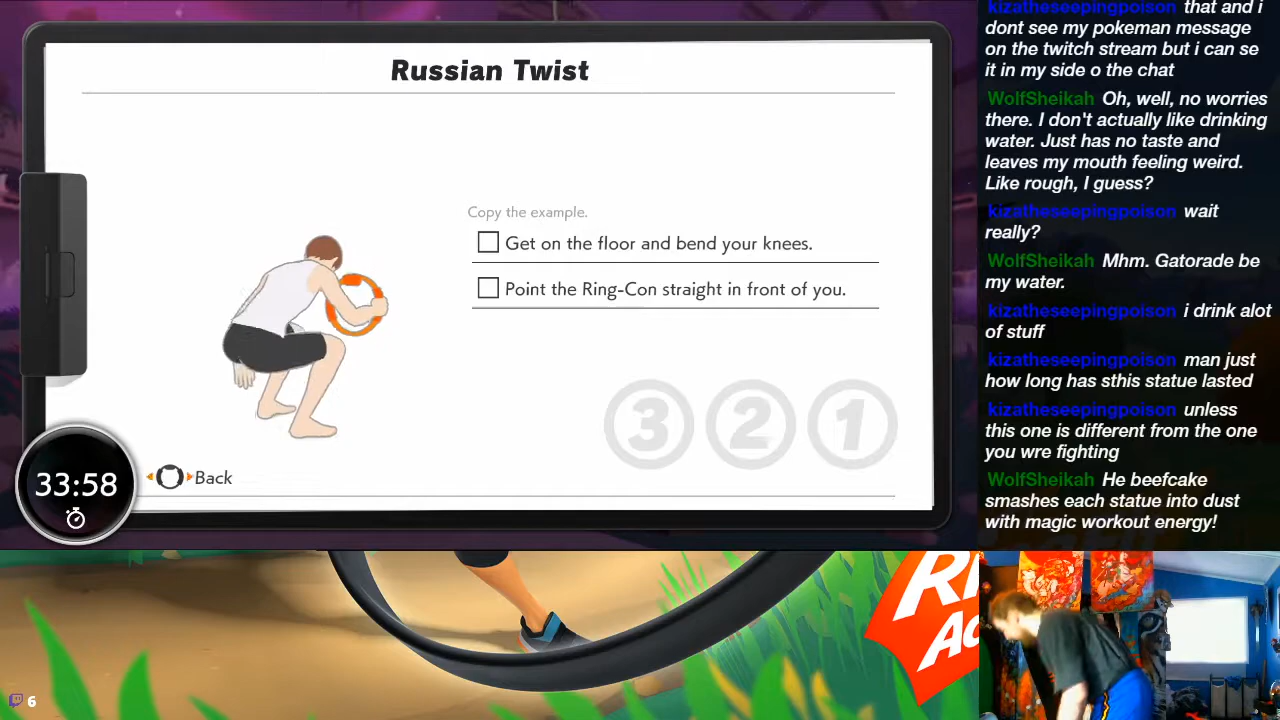 Russian Twist
Copy the example.
Get on the floor and bend your knees.
Point the Ring-Con straight in front of you.
3 2 1
33:58
Back
kizatheseepingpoison that and i
dont see my pokeman message
on the twitch stream but i can se
it in my side o the chat
WolfSheikah Oh, well, no worries
there. I don't actually like drinking
water. Just has no taste and
leaves my mouth feeling weird.
Like rough, I guess?
kizatheseepingpoison wait
really?
WolfSheikah Mhm. Gatorade be
my water.
kizatheseepingpoison i drink alot
of stuff
kizatheseepingpoison man just
how long has sthis statue lasted
kizatheseepingpoison unless
this one is different from the one
you wre fighting
WolfSheikah He beefcake
smashes each statue into dust
with magic workout energy!
6